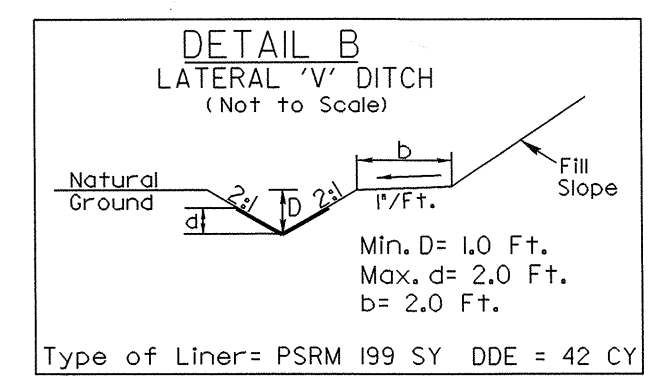 DETAIL B
LATERAL 'V' DITCH
(Not to Scale)
b
Natural
Ground
2:1
D
2:1
1"/Ft.
Fill
Slope
d
Min. D= 1.0 Ft.
Max. d= 2.0 Ft.
b= 2.0 Ft.
Type of Liner= PSRM 199 SY DDE = 42 CY